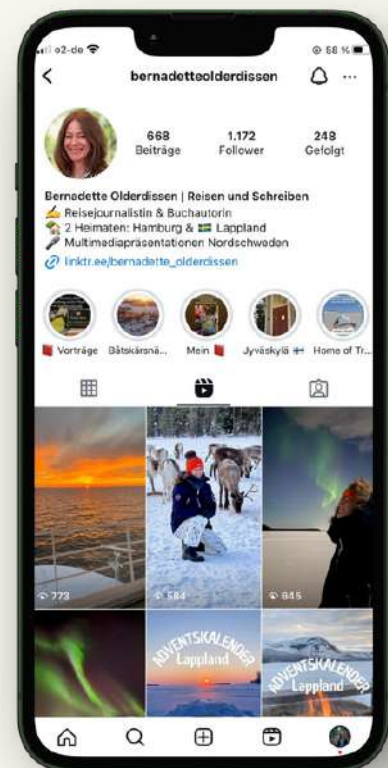 o2-de
58 %
bernadetteolderdissen
668
1.172
248
Beiträge
Follower
Gefolgt
Bernadette Olderdissen | Reisen und Schreiben
Reisejournalistin & Buchautorin
2 Heimaten: Hamburg & Lappland
Multimediapräsentationen Nordschweden
linktr.ee/bernadette_olderdissen
Vorträge
Båtskärsnä...
Mein
Jyväskylä
Home of Tr...
773
584
645
ADVENTSKALENDER
Lappland
ADVENTSKALENDER
Lappland